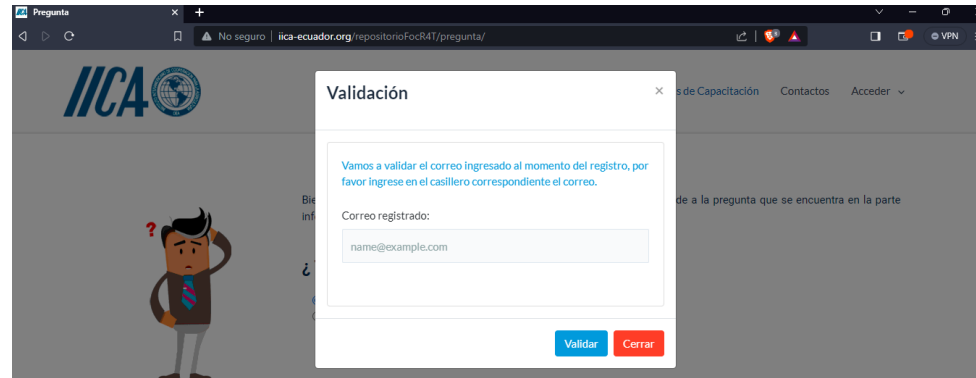 Pregunta
No seguro | iica-ecuador.org/repositorioFocR4T/pregunta/
VPN
IICA
s de Capacitación Contactos Acceder
Validación
Vamos a validar el correo ingresado al momento del registro, por
favor ingrese en el casillero correspondiente el correo.
Bie
de a la pregunta que se encuentra en la parte
inf
Correo registrado:
name@example.com
?
¿
Validar Cerrar